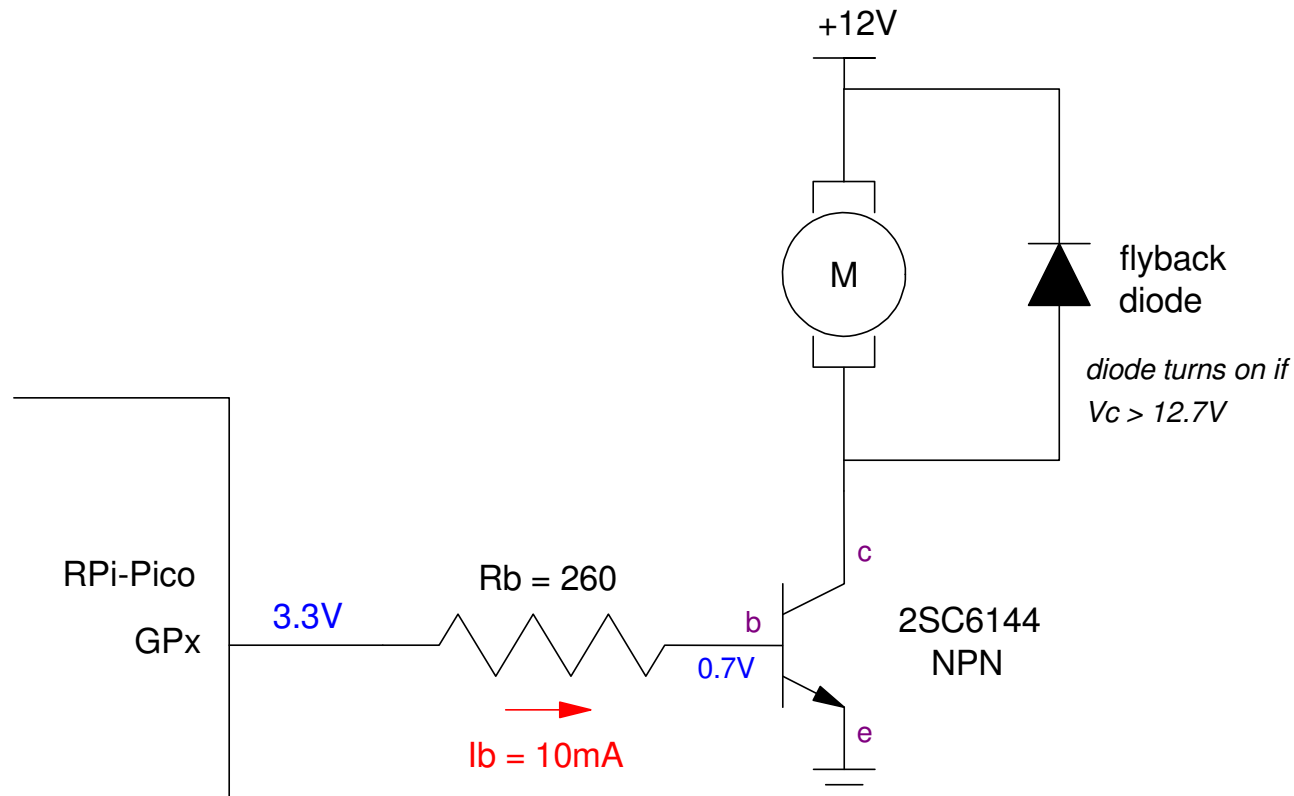 +12V
M
flyback
diode
diode turns on if
Vc > 12.7V
RPi-Pico
GPx
3.3V
Rb = 260
Ib = 10mA
b
0.7V
c
e
2SC6144
NPN